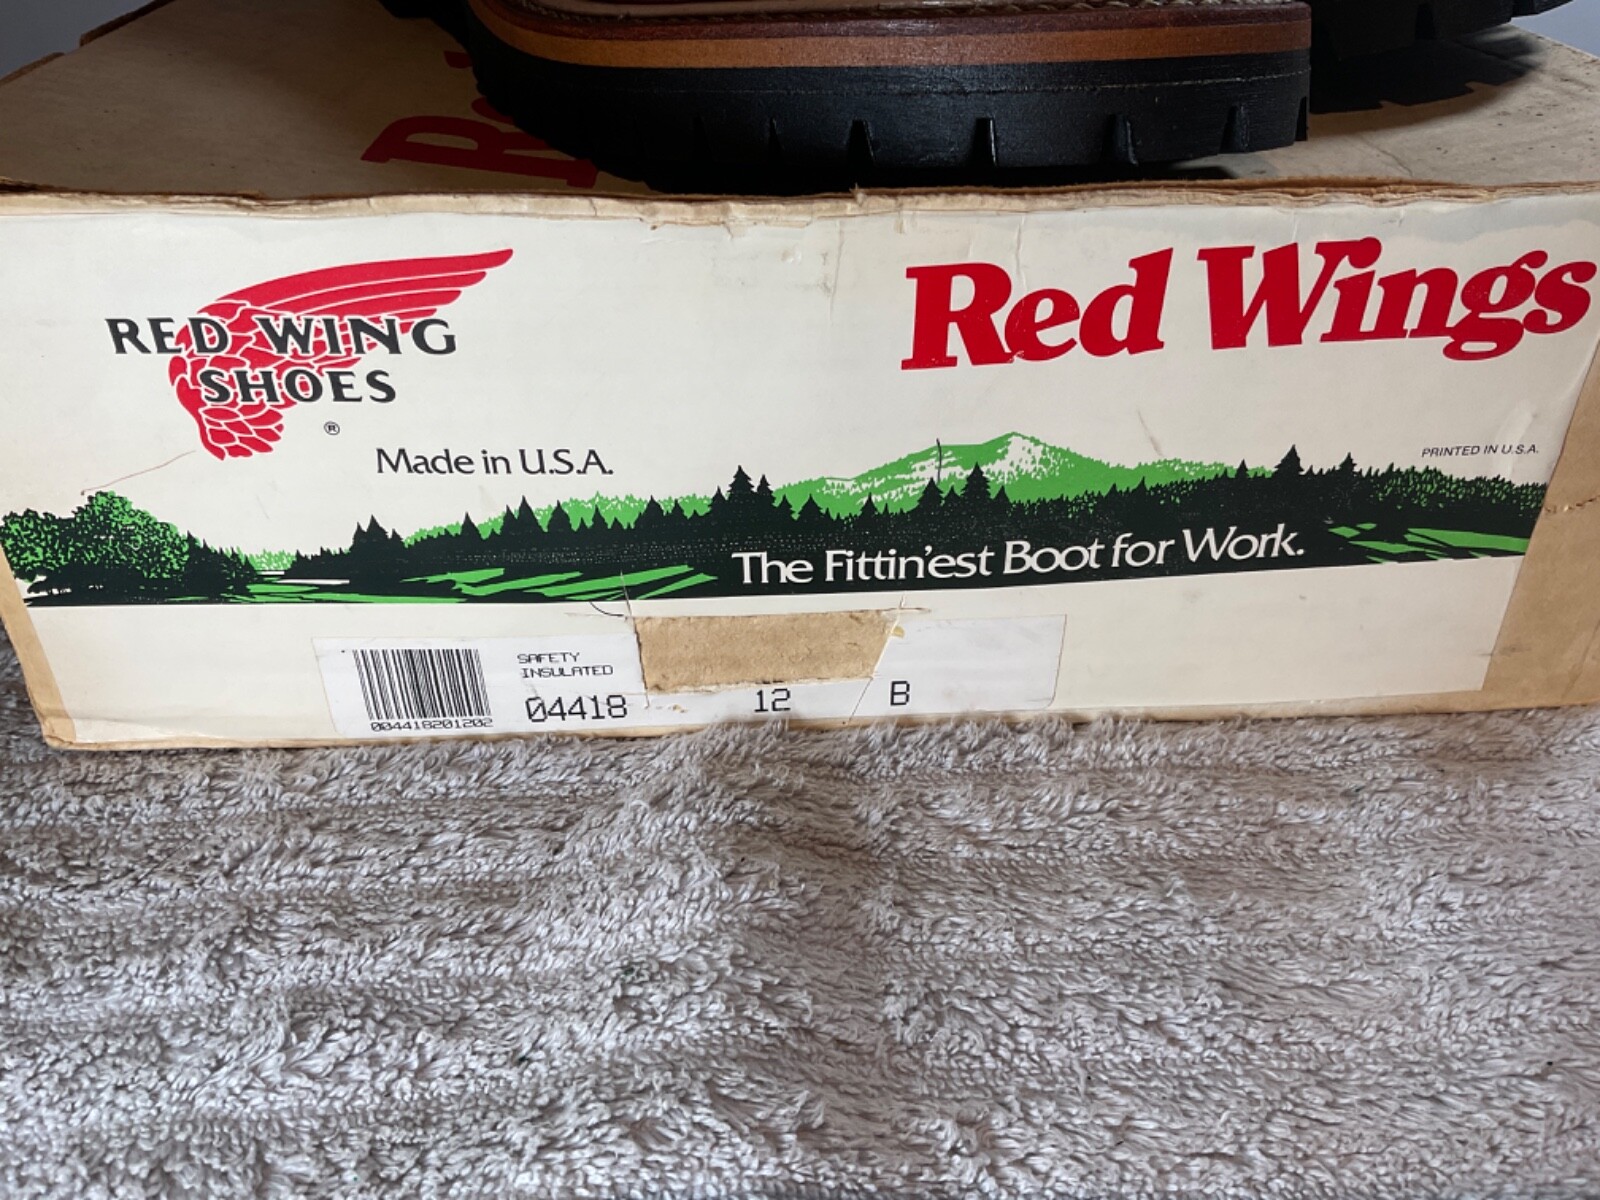 RED WING
SHOES
®
Made in U.S.A.
Red Wings
PRINTED IN U.S.A.
The Fittin'est Boot for Work.
SAFETY
INSULATED
004418201202
04418
12
B